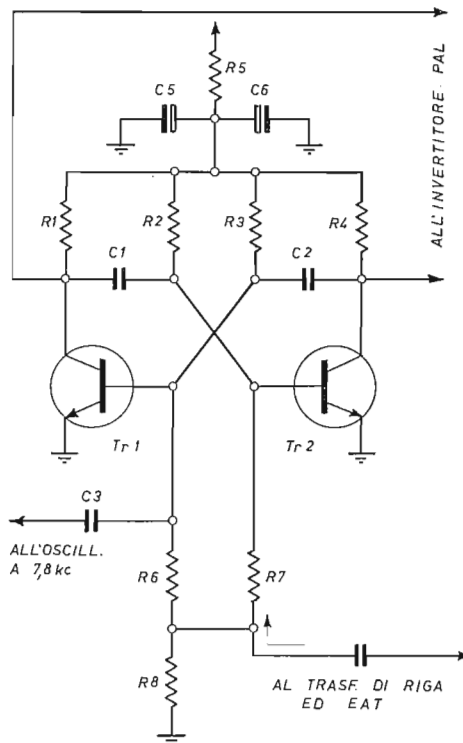 R5
C5
C6
R1
R2
R3
R4
C1
C2
ALL'INVERTITORE PAL
Tr 1
Tr 2
C3
ALL'OSCILL.
A 7,8 kc
R6
R7
R8
AL TRASF. DI RIGA
ED EAT